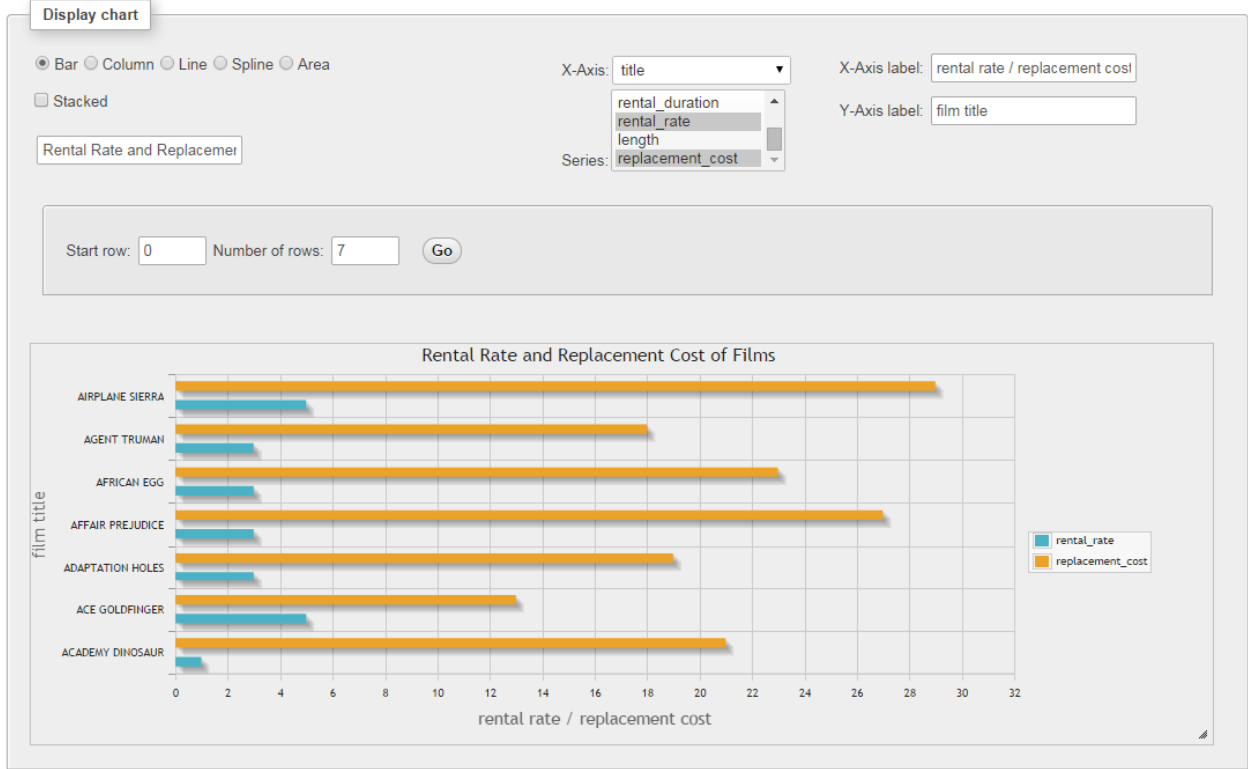 Display chart
Bar Column Line Spline Area
Stacked
Rental Rate and Replacemer
X-Axis: title
rental_duration
rental_rate
length
Series: replacement_cost
X-Axis label: rental rate / replacement cost
Y-Axis label: film title
Start row: 0 Number of rows: 7 Go
Rental Rate and Replacement Cost of Films
AIRPLANE SIERRA
AGENT TRUMAN
AFRICAN EGG
AFFAIR PREJUDICE
ADAPTATION HOLES
ACE GOLDFINGER
ACADEMY DINOSAUR
film title
0 2 4 6 8 10 12 14 16 18 20 22 24 26 28 30 32
rental rate / replacement cost
rental_rate
replacement_cost